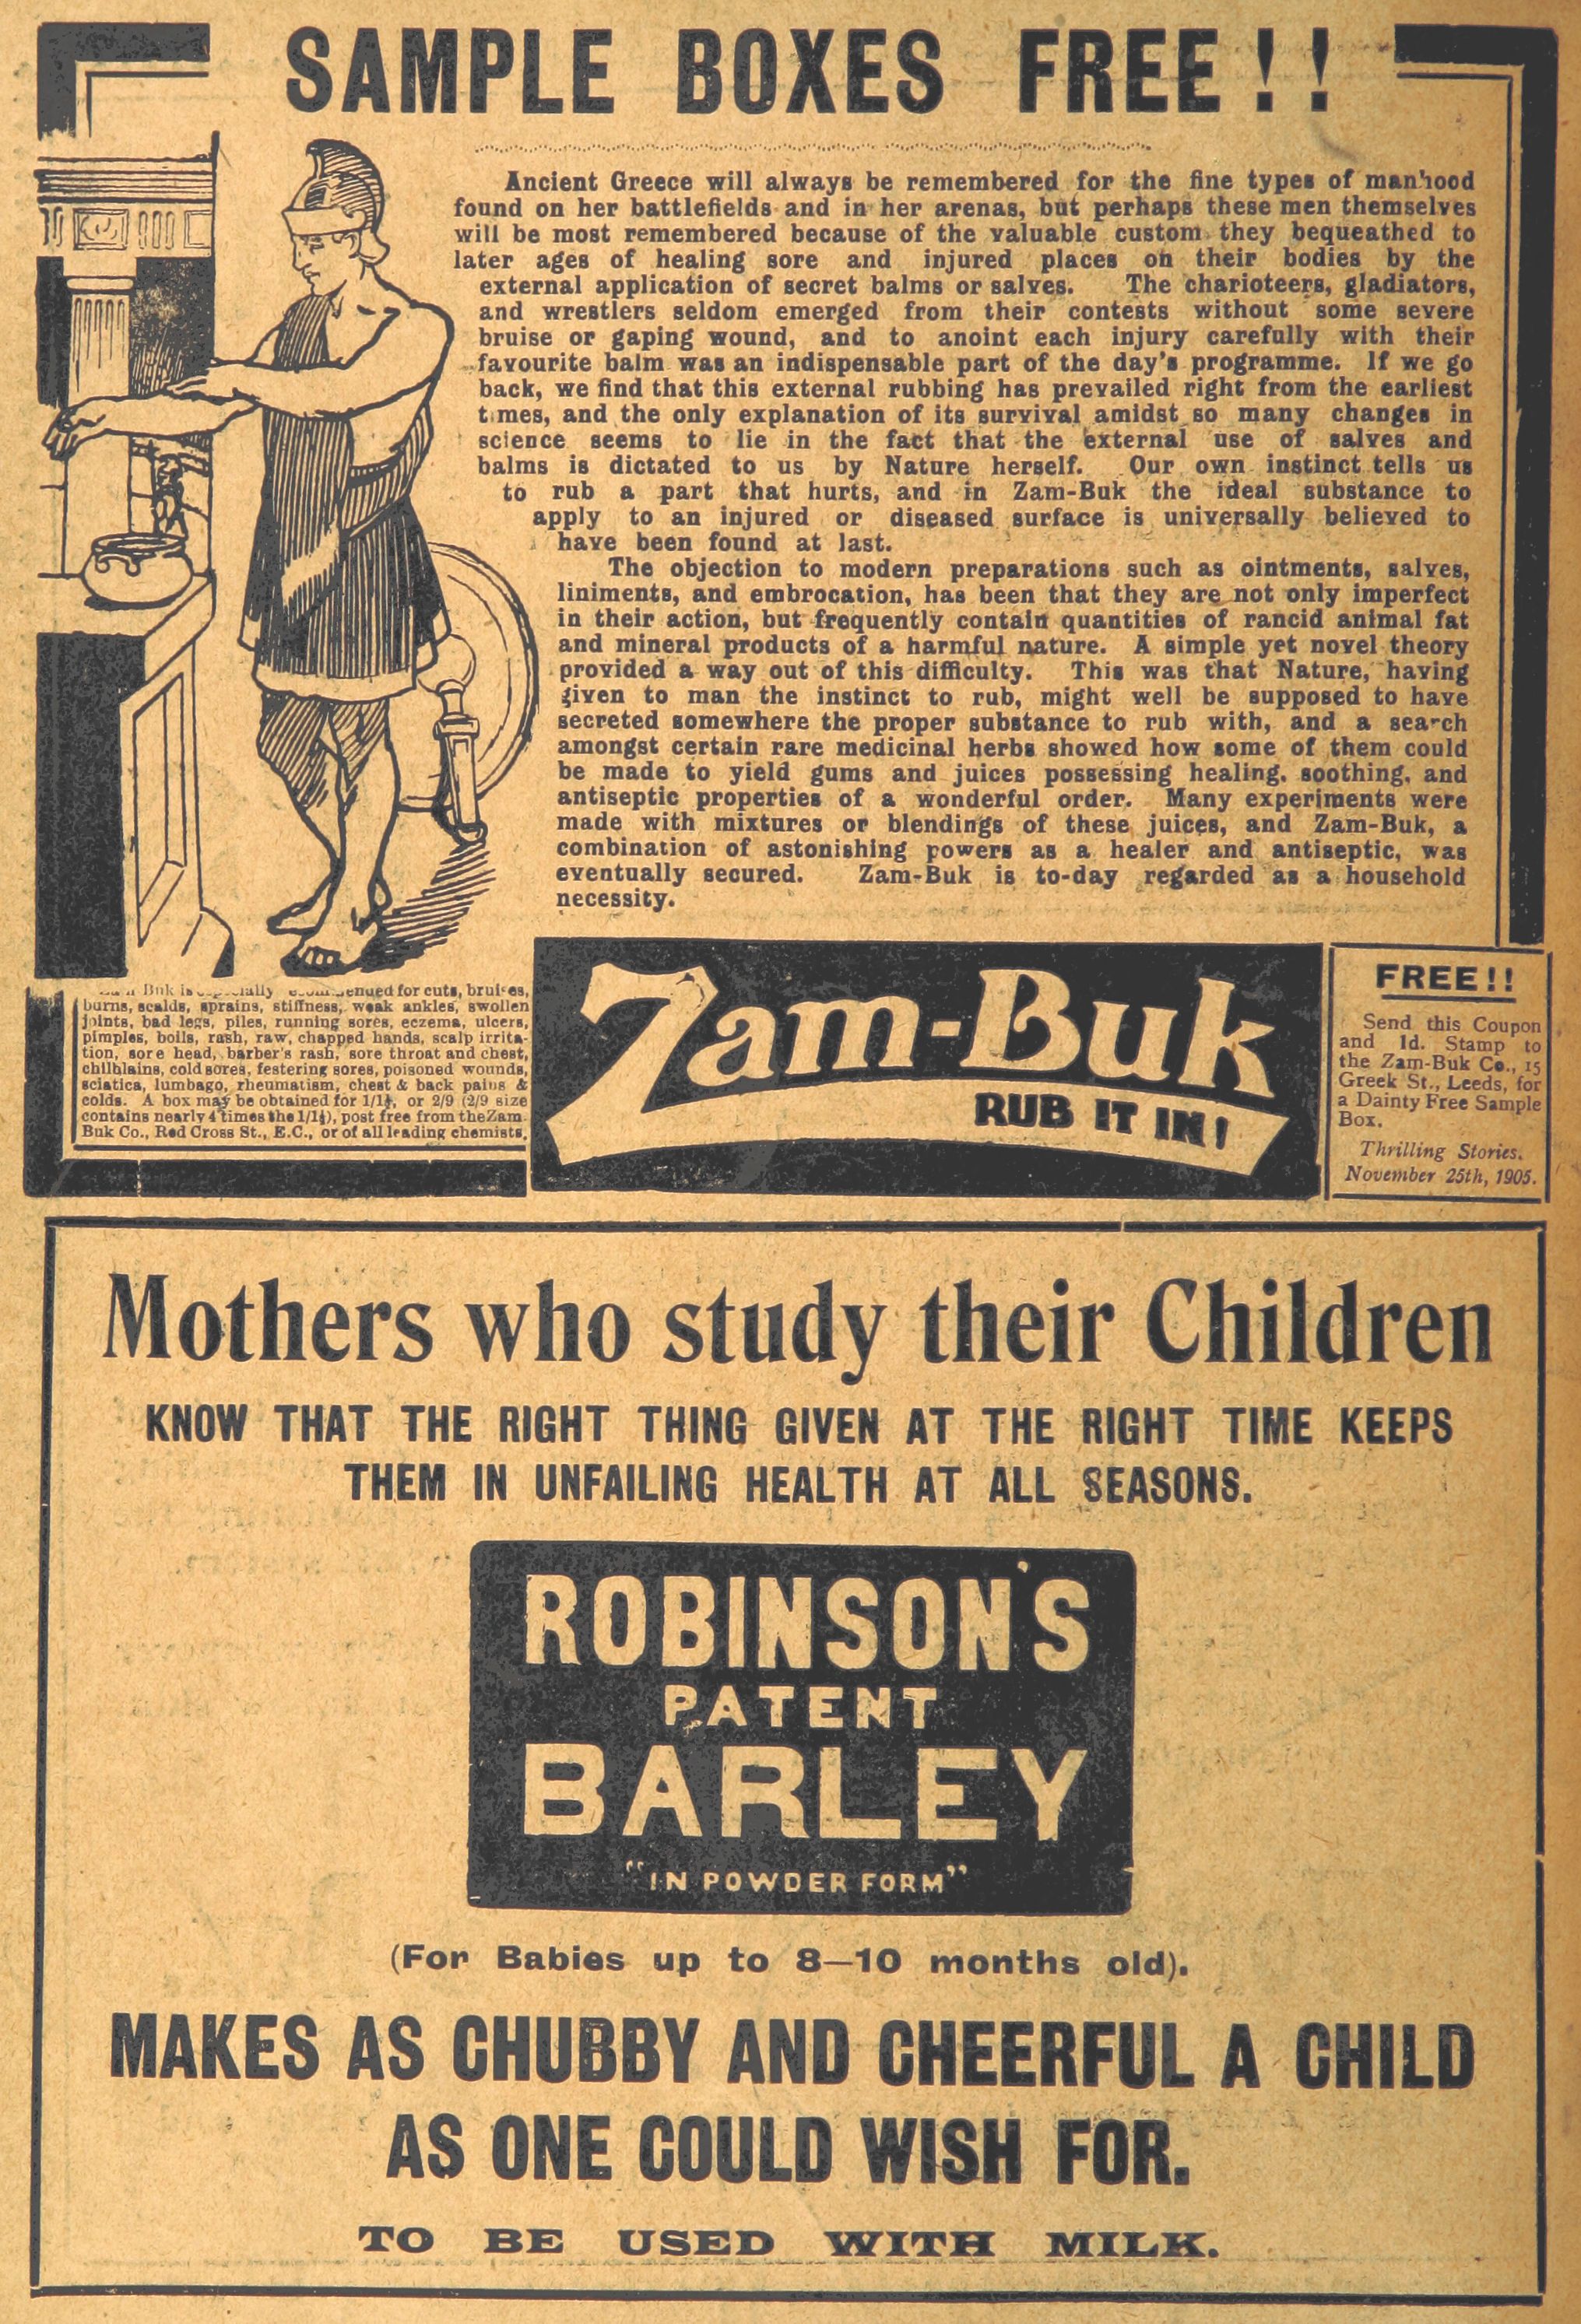 SAMPLE BOXES FREE!!
Ancient Greece will always be remembered for the fine types of manhood
found on her battlefields and in her arenas, but perhaps these men themselves
will be most remembered because of the valuable custom they bequeathed to
later ages of healing sore and injured places on their bodies by the
external application of secret balms or salves. The charioteers, gladiators,
and wrestlers seldom emerged from their contests without some severe
bruise or gaping wound, and to anoint each injury carefully with their
favourite balm was an indispensable part of the day's programme. If we go
back, we find that this external rubbing has prevailed right from the earliest
times, and the only explanation of its survival amidst so many changes in
science seems to lie in the fact that the external use of salves and
balms is dictated to us by Nature herself. Our own instinct tells us
to rub a part that hurts, and in Zam-Buk the ideal substance to
apply to an injured or diseased surface is universally believed to
have been found at last.
The objection to modern preparations such as ointments, salves,
liniments, and embrocation, has been that they are not only imperfect
in their action, but frequently contain quantities of rancid animal fat
and mineral products of a harmful nature. A simple yet novel theory
provided a way out of this difficulty. This was that Nature, having
given to man the instinct to rub, might well be supposed to have
secreted somewhere the proper substance to rub with, and a search
amongst certain rare medicinal herbs showed how some of them could
be made to yield gums and juices possessing healing, soothing, and
antiseptic properties of a wonderful order. Many experiments were
made with mixtures or blendings of these juices, and Zam-Buk, a
combination of astonishing powers as a healer and antiseptic, was
eventually secured. Zam-Buk is to-day regarded as a household
necessity.
Buk is especially recommended for cuts, bruises,
burns, scalds, sprains, stiffness, weak ankles, swollen
joints, bad legs, piles, running sores, eczema, ulcers,
pimples, boils, rash, raw, chapped hands, scalp irrita-
tion, sore head, barber's rash, sore throat and chest,
chilblains, cold sores, festering sores, poisoned wounds,
sciatica, lumbago, rheumatism, chest & back pains &
colds. A box may be obtained for 1/1½, or 2/9 (2/9 size
contains nearly 4 times the 1/1½), post free from the Zam-
Buk Co., Red Cross St., E.C., or of all leading chemists.
Zam-Buk
RUB IT IN!
FREE!!
Send this Coupon
and 1d. Stamp to
the Zam-Buk Co., 15
Greek St., Leeds, for
a Dainty Free Sample
Box.
Thrilling Stories.
November 25th, 1905.
Mothers who study their Children
KNOW THAT THE RIGHT THING GIVEN AT THE RIGHT TIME KEEPS
THEM IN UNFAILING HEALTH AT ALL SEASONS.
ROBINSON'S
PATENT
BARLEY
"IN POWDER FORM"
(For Babies up to 8—10 months old).
MAKES AS CHUBBY AND CHEERFUL A CHILD
AS ONE COULD WISH FOR.
TO BE USED WITH MILK.